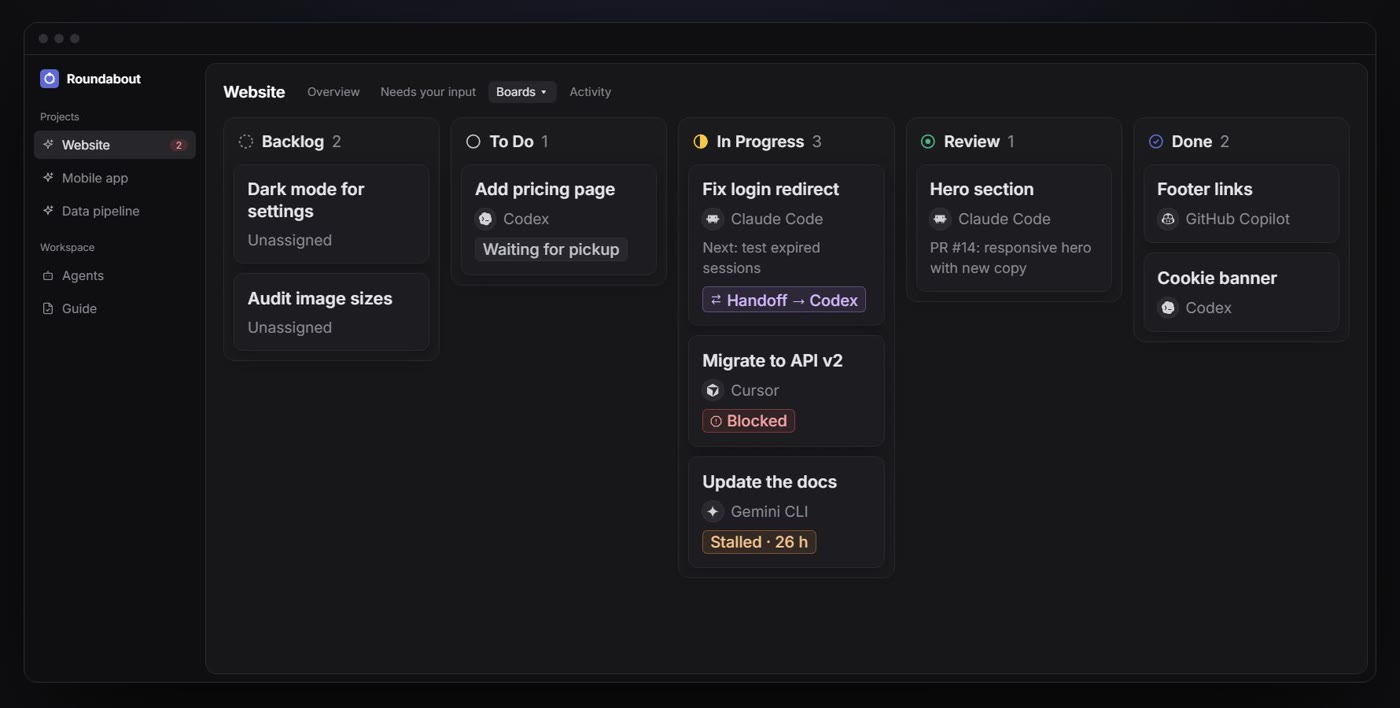 Roundabout
Projects
Website
2
Mobile app
Data pipeline
Workspace
Agents
Guide
Website
Overview
Needs your input
Boards
Activity
Backlog 2
Dark mode for
settings
Unassigned
Audit image sizes
Unassigned
To Do 1
Add pricing page
Codex
Waiting for pickup
In Progress 3
Fix login redirect
Claude Code
Next: test expired
sessions
Handoff → Codex
Migrate to API v2
Cursor
Blocked
Update the docs
Gemini CLI
Stalled · 26 h
Review 1
Hero section
Claude Code
PR #14: responsive hero
with new copy
Done 2
Footer links
GitHub Copilot
Cookie banner
Codex